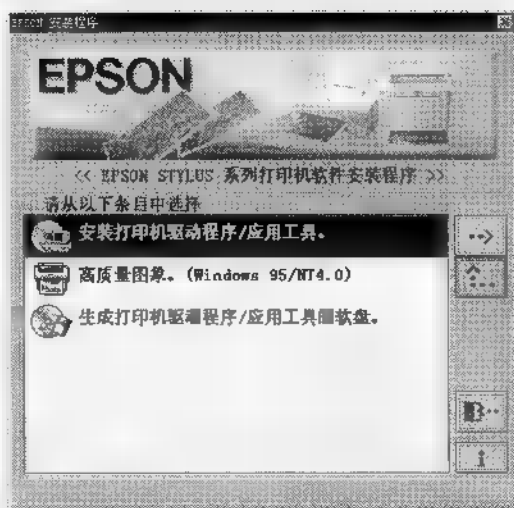 EPSON 安装程序
EPSON
<< EPSON STYLUS 系列打印机软件安装程序 >>
请从以下条目中选择
安装打印机驱动程序/应用工具。
高质量图象。(Windows 95/NT4.0)
生成打印机驱动程序/应用工具软盘。